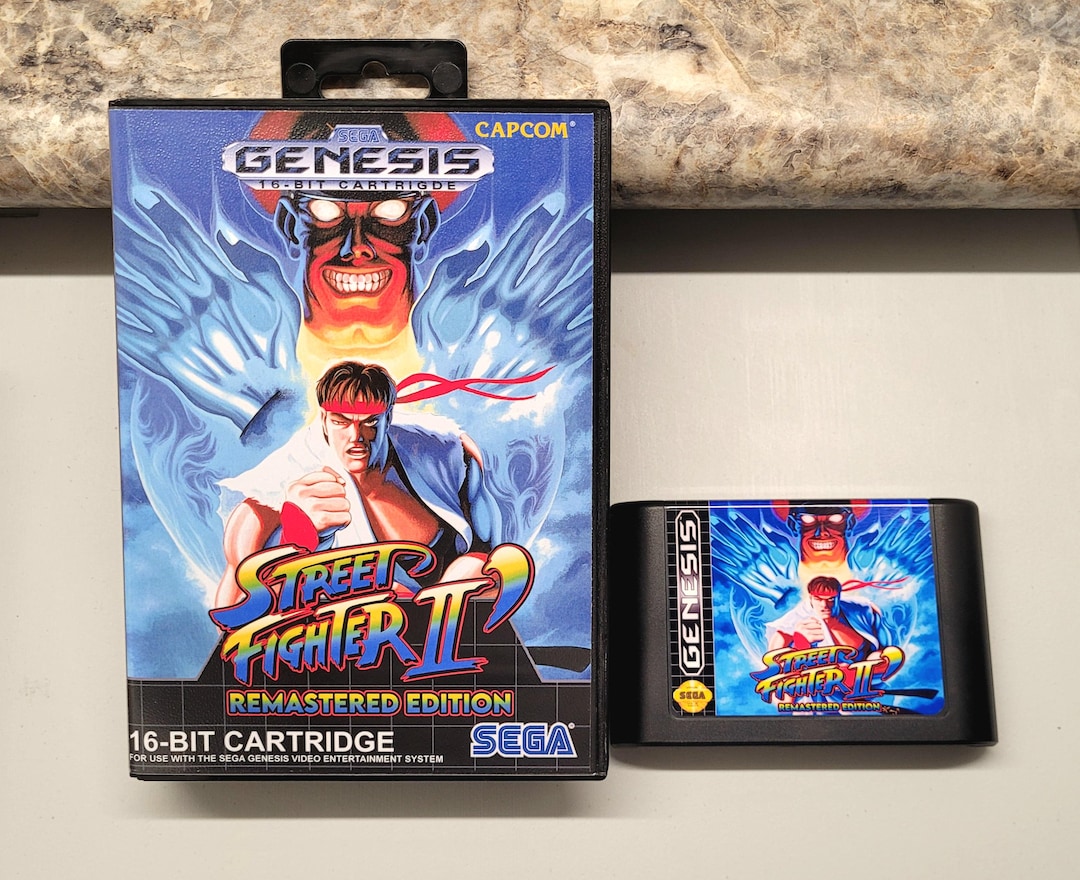 CAPCOM®
SEGA
GENESIS
16-BIT CARTRIGDE
STREET
FIGHTER II'
REMASTERED EDITION
16-BIT CARTRIDGE
FOR USE WITH THE SEGA GENESIS VIDEO ENTERTAINMENT SYSTEM
SEGA®
GENESIS
SEGA
STREET
FIGHTER II'
REMASTERED EDITION